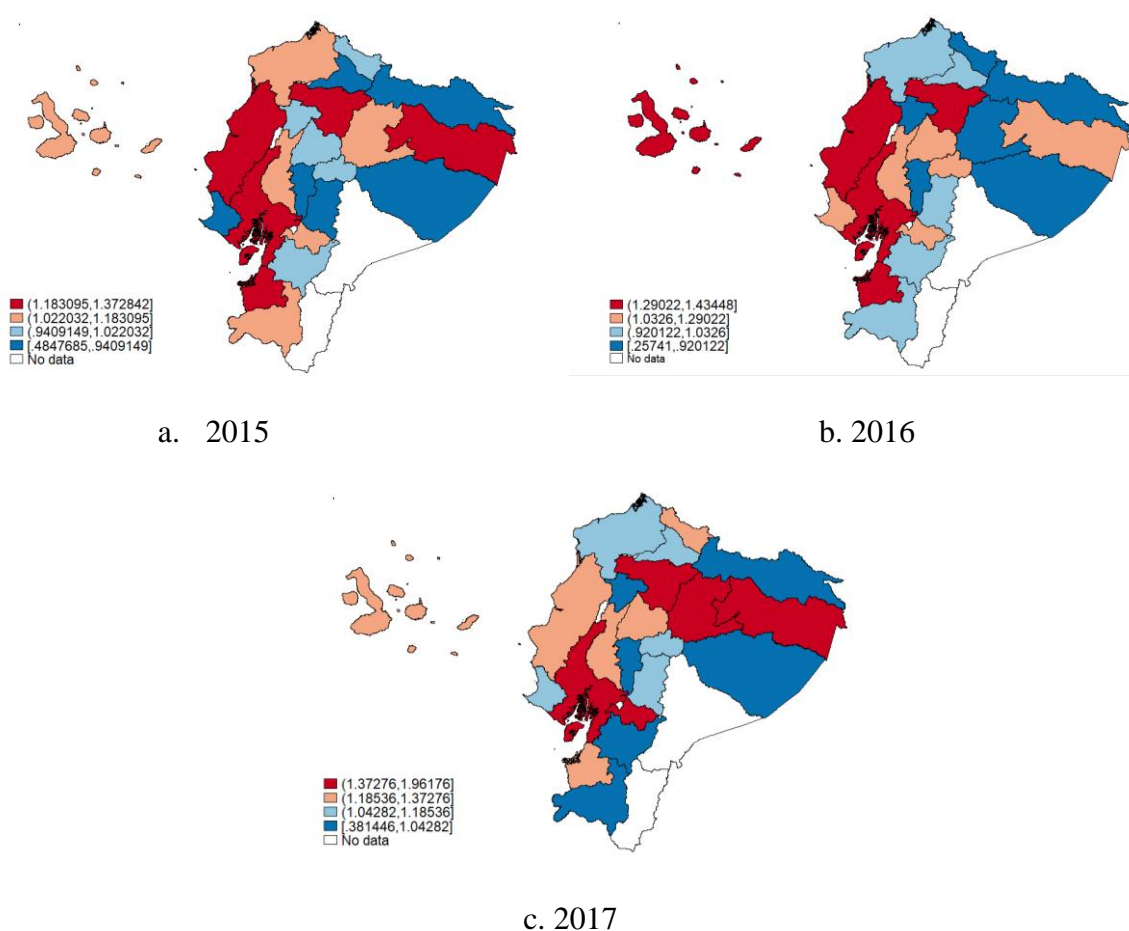 (1.183095,1.372842]
(1.022032,1.183095]
(.9409149,1.022032]
[.4847685,.9409149]
No data
(1.29022,1.43448]
(1.0326,1.29022]
(.920122,1.0326]
[.25741,.920122]
No data
a. 2015
b. 2016
(1.37276,1.96176]
(1.18536,1.37276]
(1.04282,1.18536]
[.381446,1.04282]
No data
c. 2017